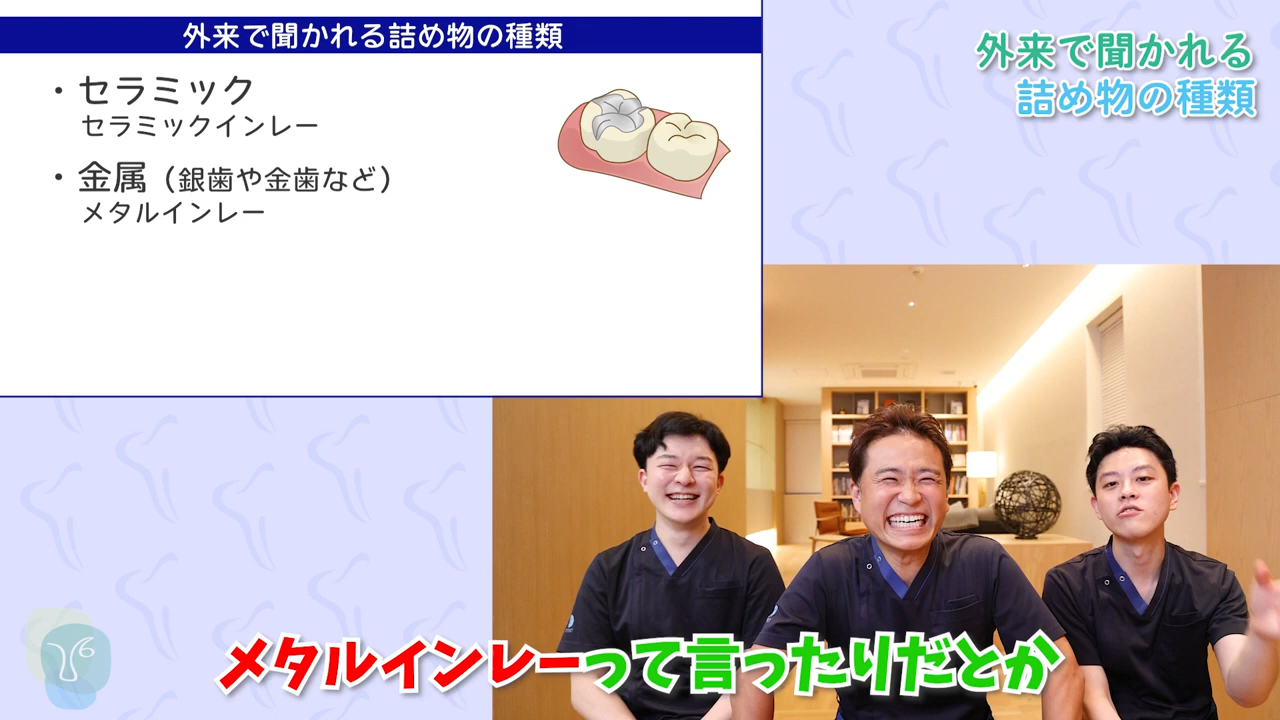 外来で聞かれる詰め物の種類
・セラミック
セラミックインレー
・金属（銀歯や金歯など）
メタルインレー
外来で聞かれる
詰め物の種類
メタルインレーって言ったりだとか